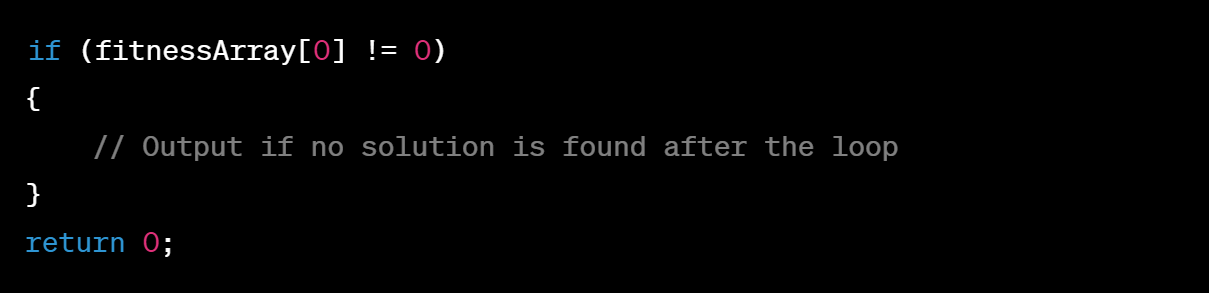 if (fitnessArray[0] != 0)
{
    // Output if no solution is found after the loop
}
return 0;